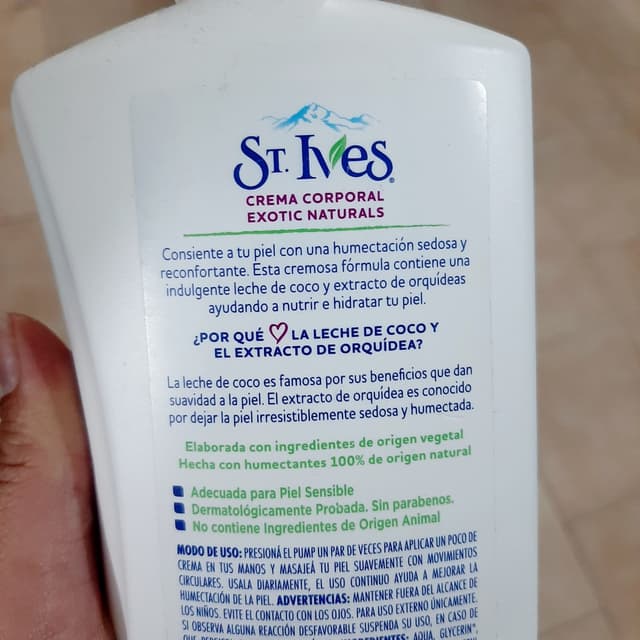 ST. Ives®
CREMA CORPORAL
EXOTIC NATURALS
Consiente a tu piel con una humectación sedosa y
reconfortante. Esta cremosa fórmula contiene una
indulgente leche de coco y extracto de orquídeas
ayudando a nutrir e hidratar tu piel.
¿POR QUÉ ♡ LA LECHE DE COCO Y
EL EXTRACTO DE ORQUÍDEA?
La leche de coco es famosa por sus beneficios que dan
suavidad a la piel. El extracto de orquídea es conocido
por dejar la piel irresistiblemente sedosa y humectada.
Elaborada con ingredientes de origen vegetal
Hecha con humectantes 100% de origen natural
Adecuada para Piel Sensible
Dermatológicamente Probada. Sin parabenos.
No contiene Ingredientes de Origen Animal
MODO DE USO: PRESIONÁ EL PUMP UN PAR DE VECES PARA APLICAR UN POCO DE
CREMA EN TUS MANOS Y MASAJEÁ TU PIEL SUAVEMENTE CON MOVIMIENTOS
CIRCULARES. USALA DIARIAMENTE, EL USO CONTINUO AYUDA A MEJORAR LA
HUMECTACIÓN DE LA PIEL. ADVERTENCIAS: MANTENER FUERA DEL ALCANCE DE
LOS NIÑOS. EVITE EL CONTACTO CON LOS OJOS. PARA USO EXTERNO ÚNICAMENTE.
SI OBSERVA ALGUNA REACCIÓN DESFAVORABLE SUSPENDA SU USO, EN CASO DE
AQUA, GLYCERIN*